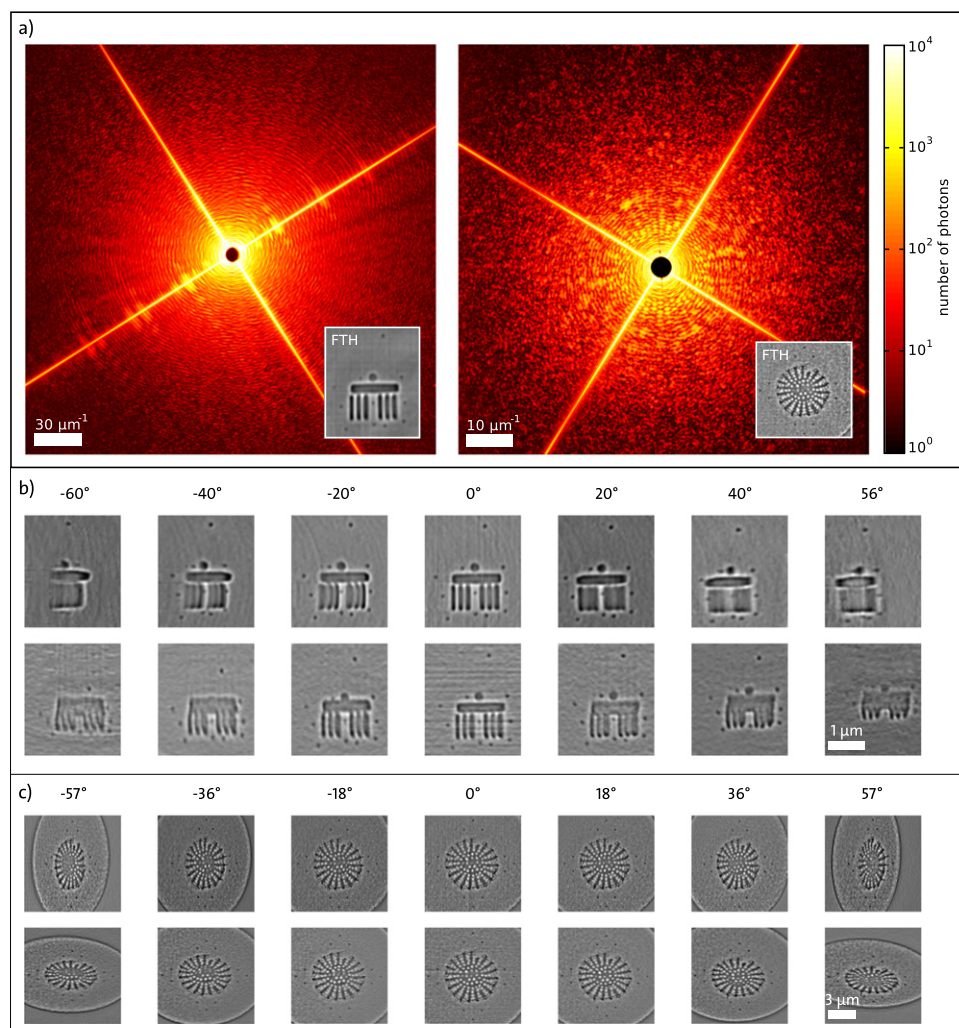 a)
FTH
30 µm⁻¹
FTH
10 µm⁻¹
10⁴
10³
10²
10¹
10⁰
number of photons
b)
-60° -40° -20° 0° 20° 40° 56°
1 µm
c)
-57° -36° -18° 0° 18° 36° 57°
3 µm